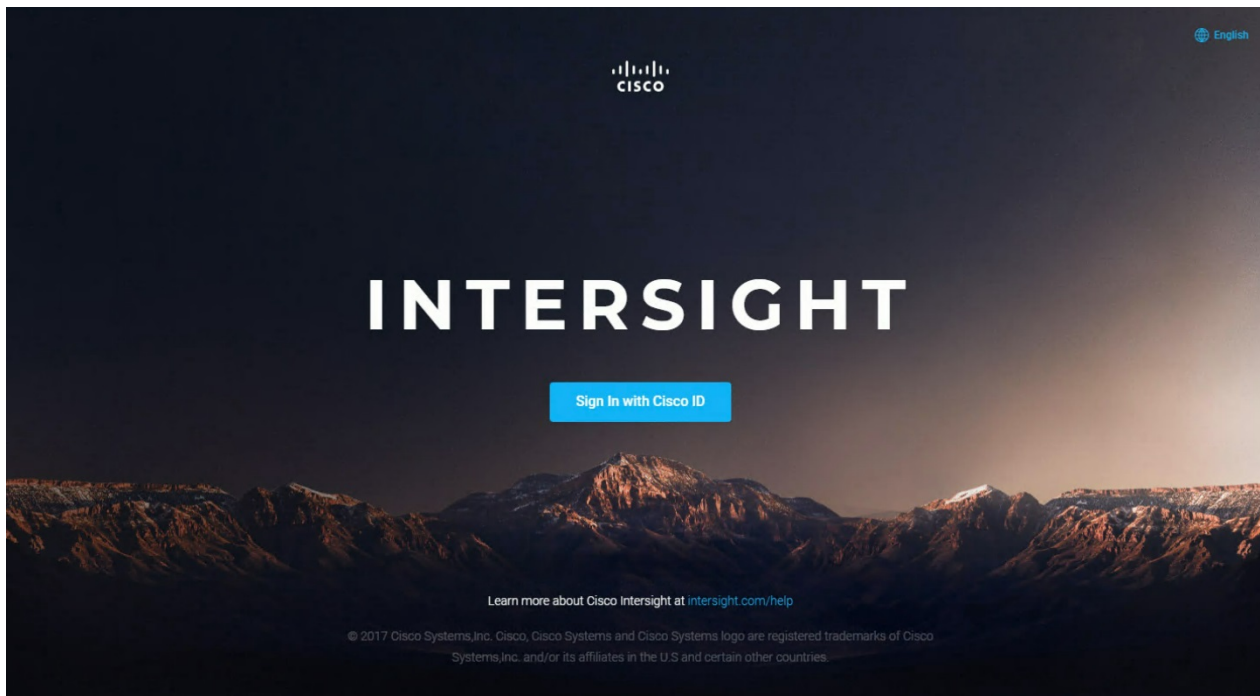 English
CISCO
INTERSIGHT
Sign In with Cisco ID
Learn more about Cisco Intersight at intersight.com/help
© 2017 Cisco Systems,Inc. Cisco, Cisco Systems and Cisco Systems logo are registered trademarks of Cisco
Systems,Inc. and/or its affiliates in the U.S and certain other countries.